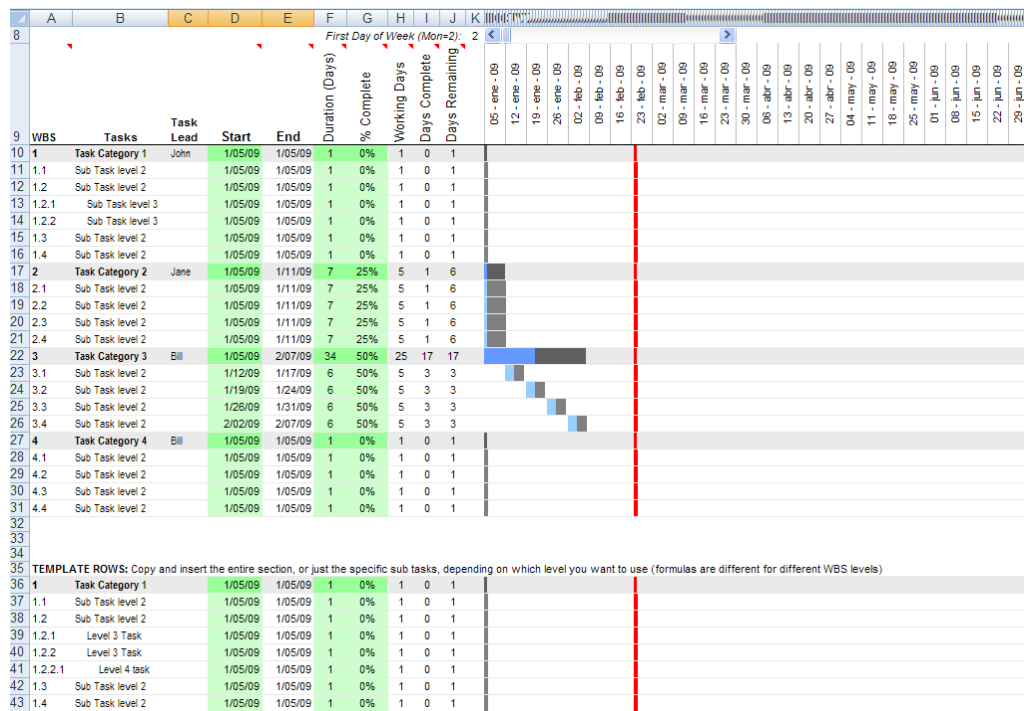 A B C D E F G H I J K
8 First Day of Week (Mon=2): 2
9 WBS Tasks Task Lead Start End Duration (Days) % Complete Working Days Days Complete Days Remaining 05 - ene - 09 12 - ene - 09 19 - ene - 09 26 - ene - 09 02 - feb - 09 09 - feb - 09 16 - feb - 09 23 - feb - 09 02 - mar - 09 09 - mar - 09 16 - mar - 09 23 - mar - 09 30 - mar - 09 06 - abr - 09 13 - abr - 09 20 - abr - 09 27 - abr - 09 04 - may - 09 11 - may - 09 18 - may - 09 25 - may - 09 01 - jun - 09 08 - jun - 09 15 - jun - 09 22 - jun - 09 29 - jun - 09
10 1 Task Category 1 John 1/05/09 1/05/09 1 0% 1 0 1
11 1.1 Sub Task level 2 1/05/09 1/05/09 1 0% 1 0 1
12 1.2 Sub Task level 2 1/05/09 1/05/09 1 0% 1 0 1
13 1.2.1 Sub Task level 3 1/05/09 1/05/09 1 0% 1 0 1
14 1.2.2 Sub Task level 3 1/05/09 1/05/09 1 0% 1 0 1
15 1.3 Sub Task level 2 1/05/09 1/05/09 1 0% 1 0 1
16 1.4 Sub Task level 2 1/05/09 1/05/09 1 0% 1 0 1
17 2 Task Category 2 Jane 1/05/09 1/11/09 7 25% 5 1 6
18 2.1 Sub Task level 2 1/05/09 1/11/09 7 25% 5 1 6
19 2.2 Sub Task level 2 1/05/09 1/11/09 7 25% 5 1 6
20 2.3 Sub Task level 2 1/05/09 1/11/09 7 25% 5 1 6
21 2.4 Sub Task level 2 1/05/09 1/11/09 7 25% 5 1 6
22 3 Task Category 3 Bill 1/05/09 2/07/09 34 50% 25 17 17
23 3.1 Sub Task level 2 1/12/09 1/17/09 6 50% 5 3 3
24 3.2 Sub Task level 2 1/19/09 1/24/09 6 50% 5 3 3
25 3.3 Sub Task level 2 1/26/09 1/31/09 6 50% 5 3 3
26 3.4 Sub Task level 2 2/02/09 2/07/09 6 50% 5 3 3
27 4 Task Category 4 Bill 1/05/09 1/05/09 1 0% 1 0 1
28 4.1 Sub Task level 2 1/05/09 1/05/09 1 0% 1 0 1
29 4.2 Sub Task level 2 1/05/09 1/05/09 1 0% 1 0 1
30 4.3 Sub Task level 2 1/05/09 1/05/09 1 0% 1 0 1
31 4.4 Sub Task level 2 1/05/09 1/05/09 1 0% 1 0 1
32
33
34
35 TEMPLATE ROWS: Copy and insert the entire section, or just the specific sub tasks, depending on which level you want to use (formulas are different for different WBS levels)
36 1 Task Category 1 1/05/09 1/05/09 1 0% 1 0 1
37 1.1 Sub Task level 2 1/05/09 1/05/09 1 0% 1 0 1
38 1.2 Sub Task level 2 1/05/09 1/05/09 1 0% 1 0 1
39 1.2.1 Level 3 Task 1/05/09 1/05/09 1 0% 1 0 1
40 1.2.2 Level 3 Task 1/05/09 1/05/09 1 0% 1 0 1
41 1.2.2.1 Level 4 task 1/05/09 1/05/09 1 0% 1 0 1
42 1.3 Sub Task level 2 1/05/09 1/05/09 1 0% 1 0 1
43 1.4 Sub Task level 2 1/05/09 1/05/09 1 0% 1 0 1